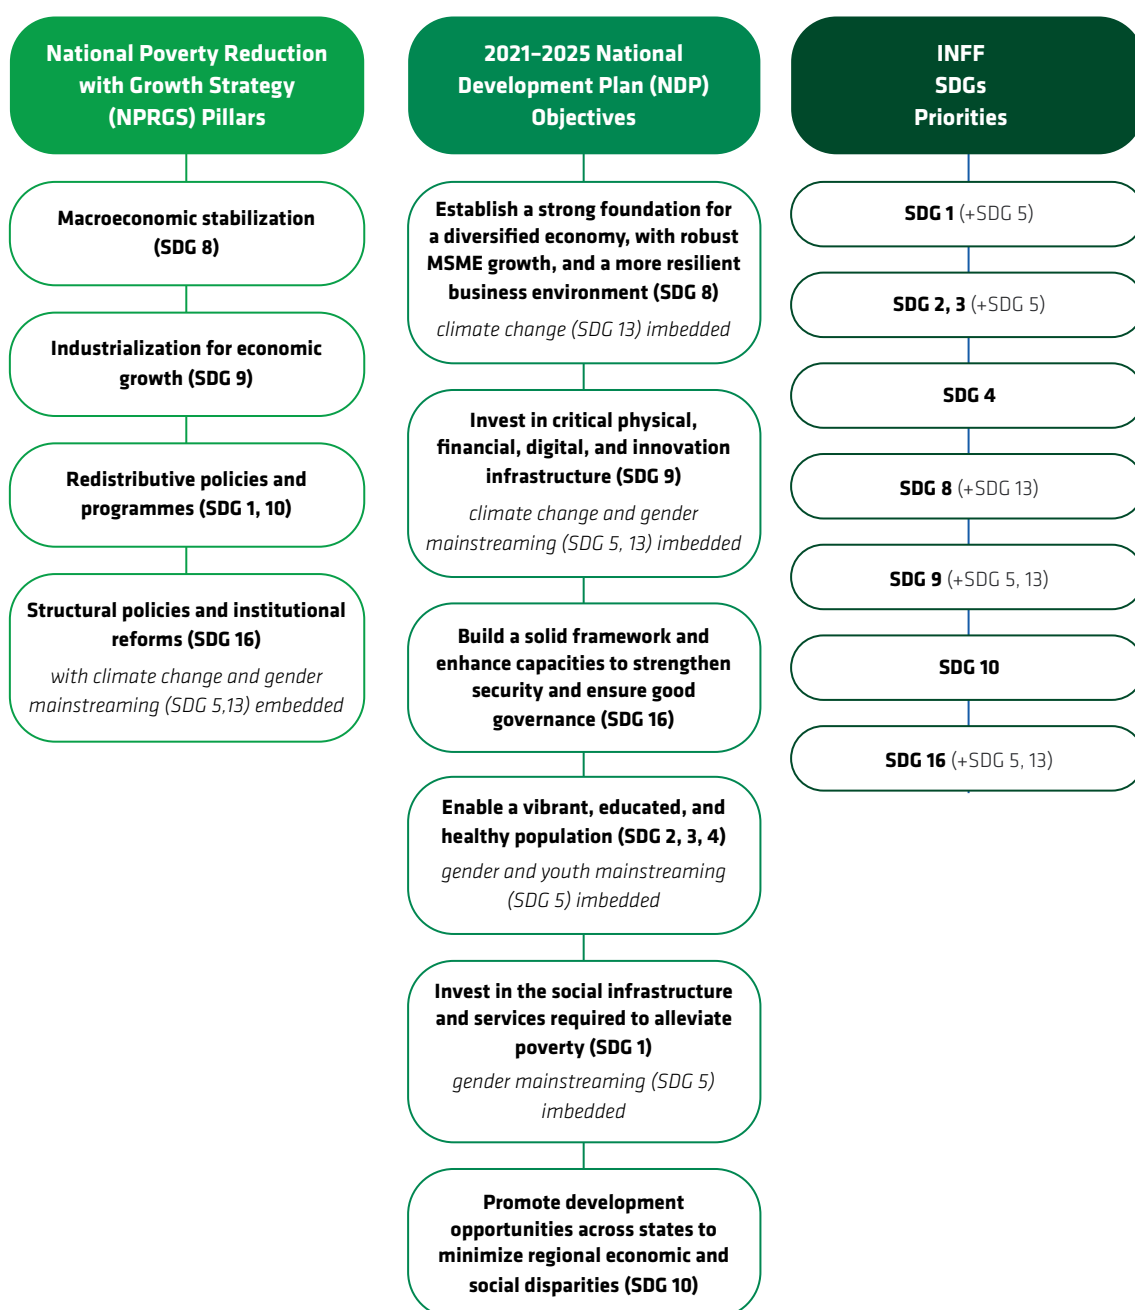 National Poverty Reduction
with Growth Strategy
(NPRGS) Pillars
Macroeconomic stabilization
(SDG 8)
Industrialization for economic
growth (SDG 9)
Redistributive policies and
programmes (SDG 1, 10)
Structural policies and institutional
reforms (SDG 16)
with climate change and gender
mainstreaming (SDG 5,13) embedded
2021–2025 National
Development Plan (NDP)
Objectives
Establish a strong foundation for
a diversified economy, with robust
MSME growth, and a more resilient
business environment (SDG 8)
climate change (SDG 13) imbedded
Invest in critical physical,
financial, digital, and innovation
infrastructure (SDG 9)
climate change and gender
mainstreaming (SDG 5, 13) imbedded
Build a solid framework and
enhance capacities to strengthen
security and ensure good
governance (SDG 16)
Enable a vibrant, educated, and
healthy population (SDG 2, 3, 4)
gender and youth mainstreaming
(SDG 5) imbedded
Invest in the social infrastructure
and services required to alleviate
poverty (SDG 1)
gender mainstreaming (SDG 5)
imbedded
Promote development
opportunities across states to
minimize regional economic and
social disparities (SDG 10)
INFF
SDGs
Priorities
SDG 1 (+SDG 5)
SDG 2, 3 (+SDG 5)
SDG 4
SDG 8 (+SDG 13)
SDG 9 (+SDG 5, 13)
SDG 10
SDG 16 (+SDG 5, 13)